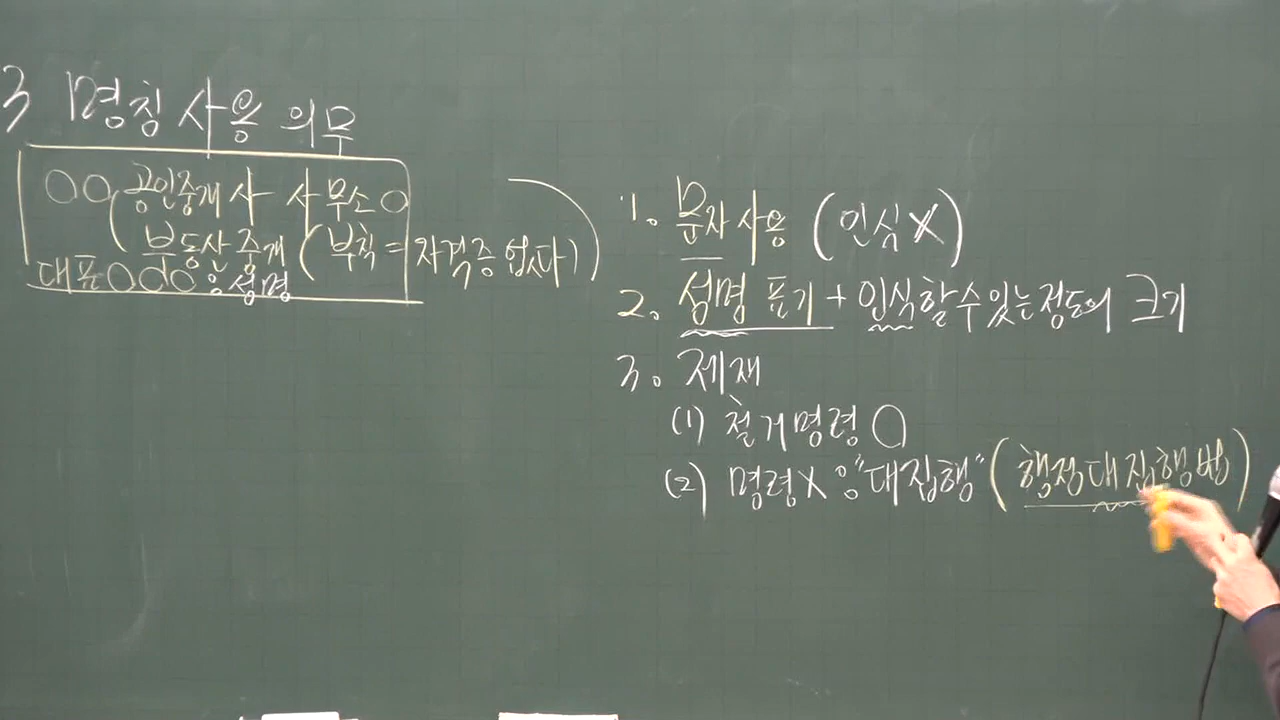 3 명칭 사용 의무
○○ (공인중개사 사무소 ○
(부동산중개 (부칙 = 자격증 없다)
대표○○○ 성명
1. 문자사용 (인식 X)
2. 성명 표기 + 인식할 수 있는 정도의 크기
3. 제재
(1) 철거명령 ○
(2) 명령X "대집행" (행정대집행법)